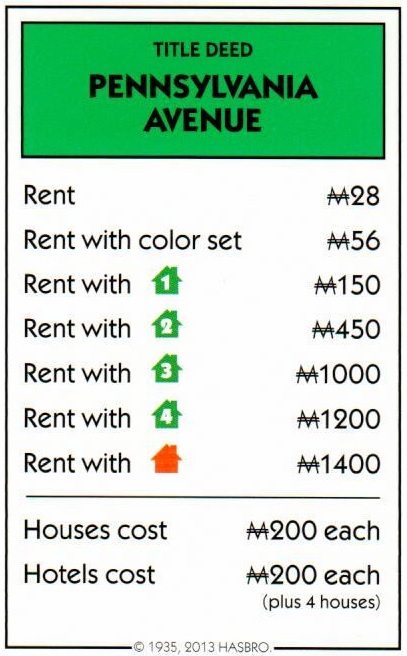 TITLE DEED
PENNSYLVANIA
AVENUE
Rent ₩28
Rent with color set ₩56
Rent with 1 ₩150
Rent with 2 ₩450
Rent with 3 ₩1000
Rent with 4 ₩1200
Rent with ₩1400
Houses cost ₩200 each
Hotels cost ₩200 each
(plus 4 houses)
© 1935, 2013 HASBRO.